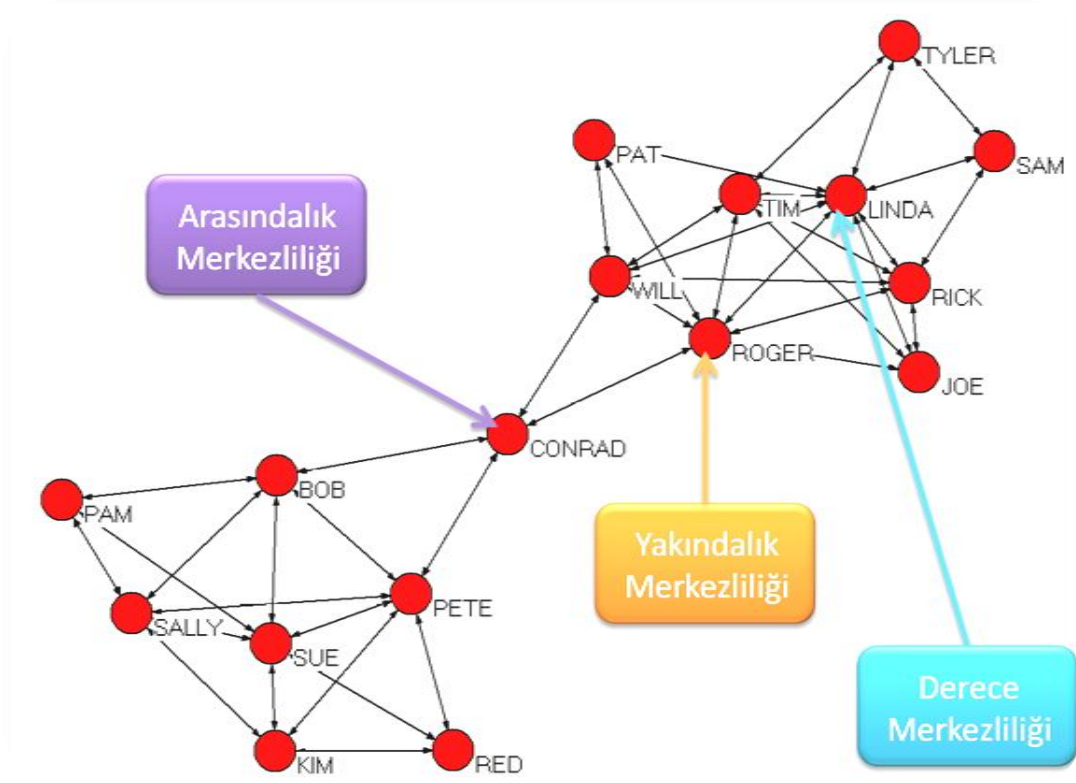 TYLER
PAT
SAM
Arasındalık
Merkezliliği
TIM
LINDA
WILL
RICK
ROGER
JOE
CONRAD
BOB
PAM
Yakındalık
Merkezliliği
PETE
SALLY
SUE
Derece
Merkezliliği
KIM
RED